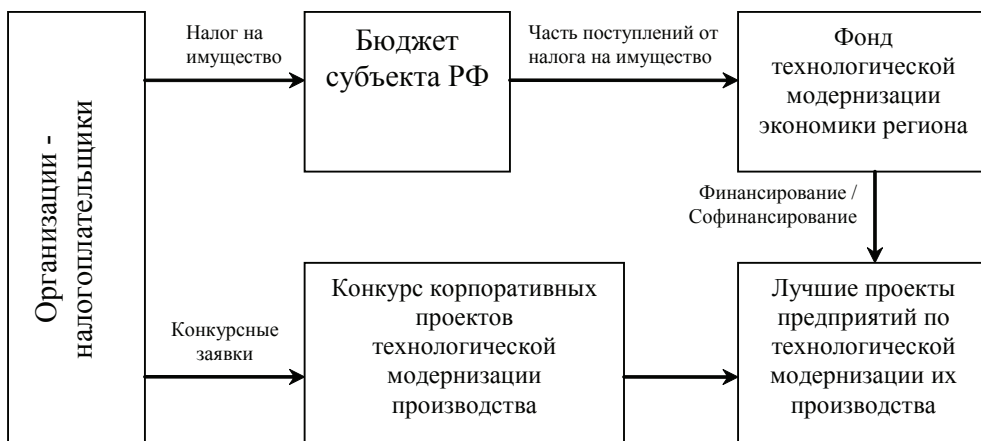 Организации -
налогоплательщики
Налог на
имущество
Бюджет
субъекта РФ
Часть поступлений от
налога на имущество
Фонд
технологической
модернизации
экономики региона
Финансирование /
Софинансирование
Конкурсные
заявки
Конкурс корпоративных
проектов
технологической
модернизации
производства
Лучшие проекты
предприятий по
технологической
модернизации их
производства